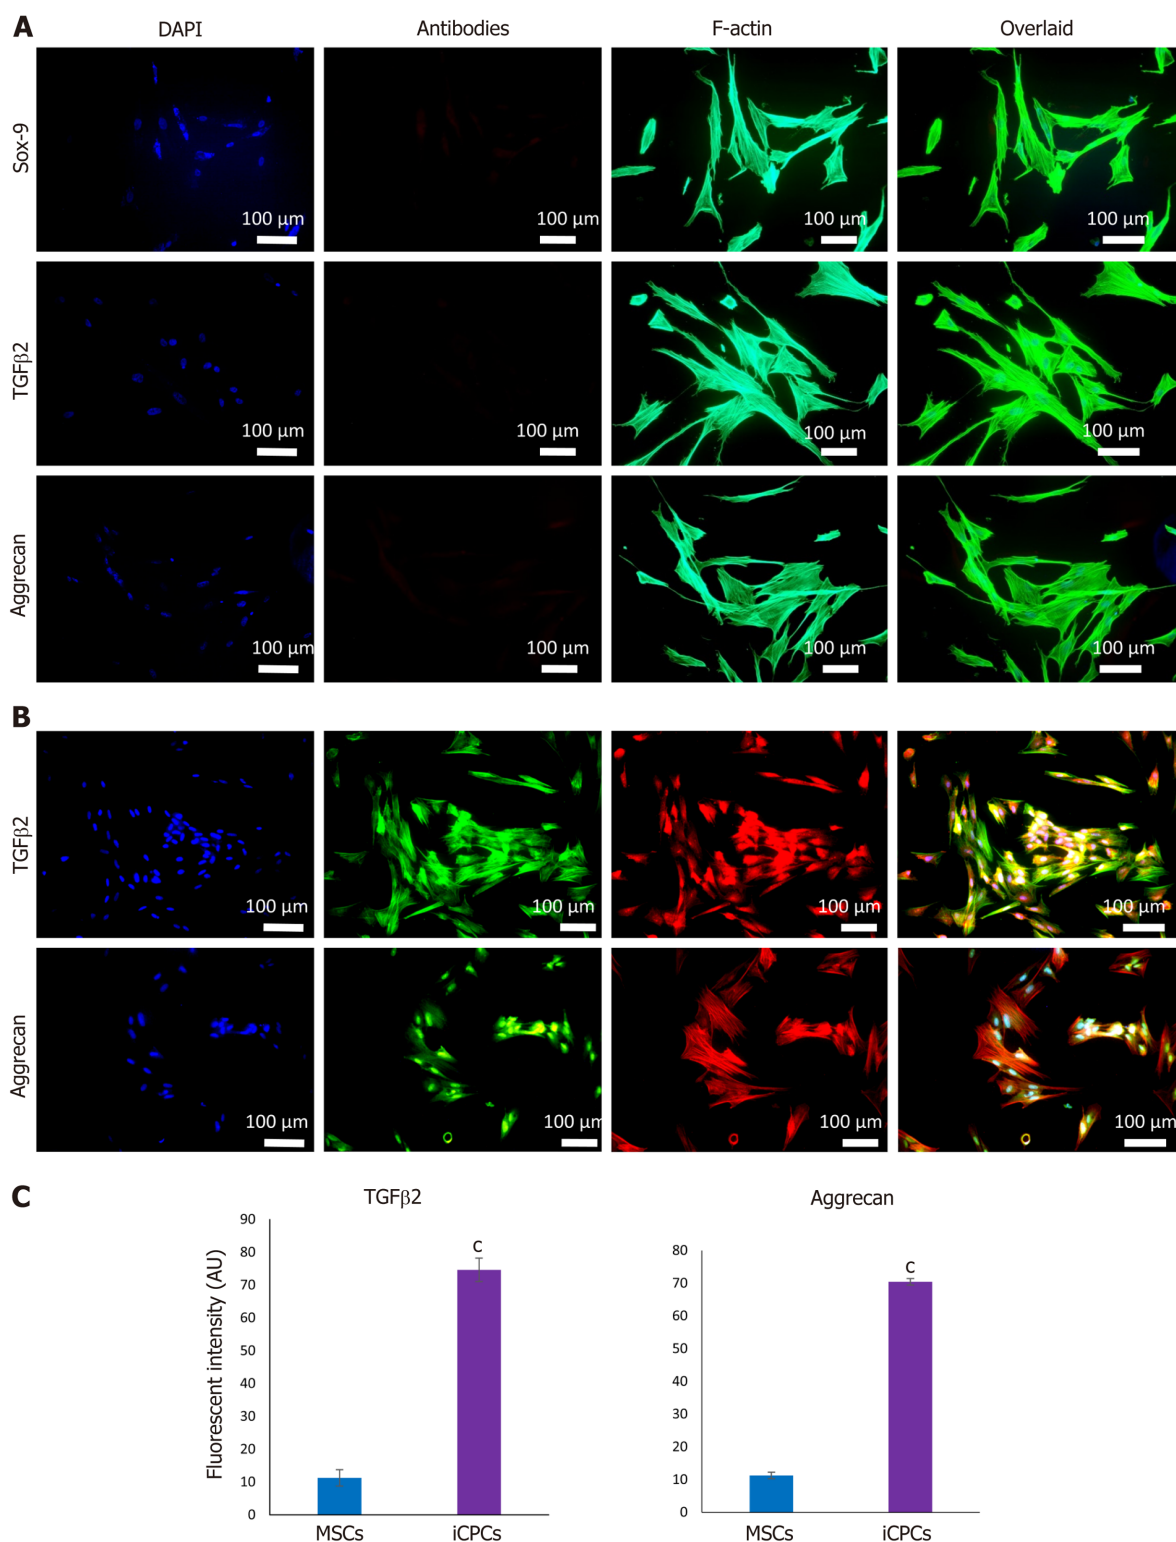 A
DAPI Antibodies F-actin Overlaid
Sox-9
100 µm 100 µm 100 µm 100 µm
TGFβ2
100 µm 100 µm 100 µm 100 µm
Aggrecan
100 µm 100 µm 100 µm 100 µm
B
TGFβ2
100 µm 100 µm 100 µm 100 µm
Aggrecan
100 µm 100 µm 100 µm 100 µm
C
TGFβ2
Fluorescent intensity (AU)
90
80
70
60
50
40
30
20
10
0
c
MSCs iCPCs
Aggrecan
80
70
60
50
40
30
20
10
0
c
MSCs iCPCs